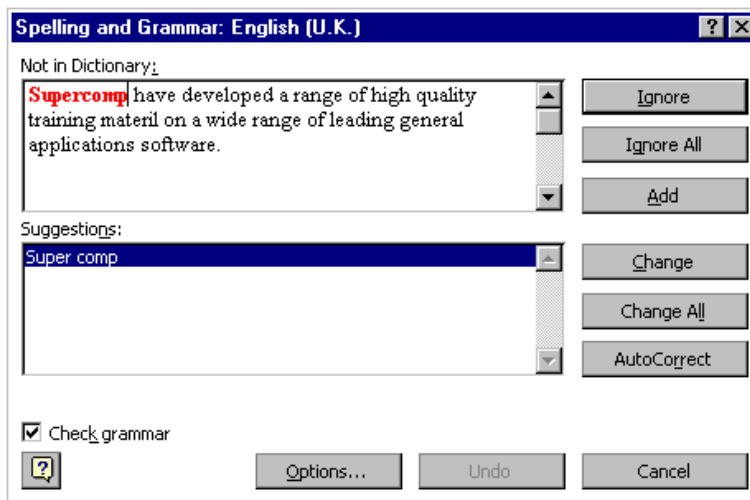 Spelling and Grammar: English (U.K.)
Not in Dictionary:
Supercomp have developed a range of high quality
training materil on a wide range of leading general
applications software.
Ignore
Ignore All
Add
Suggestions:
Super comp
Change
Change All
AutoCorrect
Check grammar
Options...
Undo
Cancel